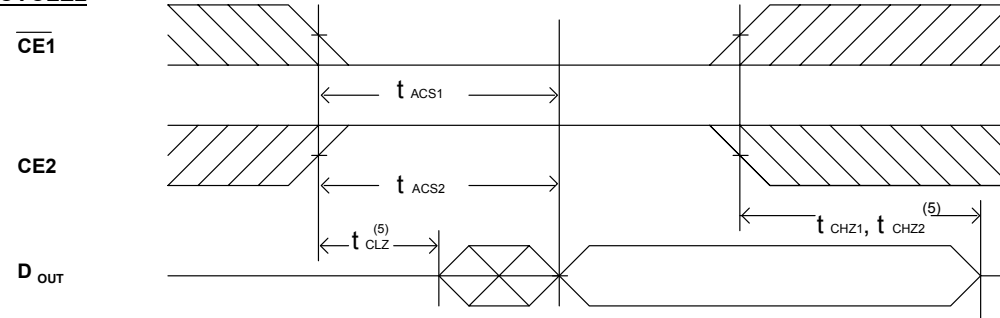 CE1
t ACS1
CE2
t ACS2
t CLZ (5)
t CHZ1, t CHZ2 (5)
D OUT